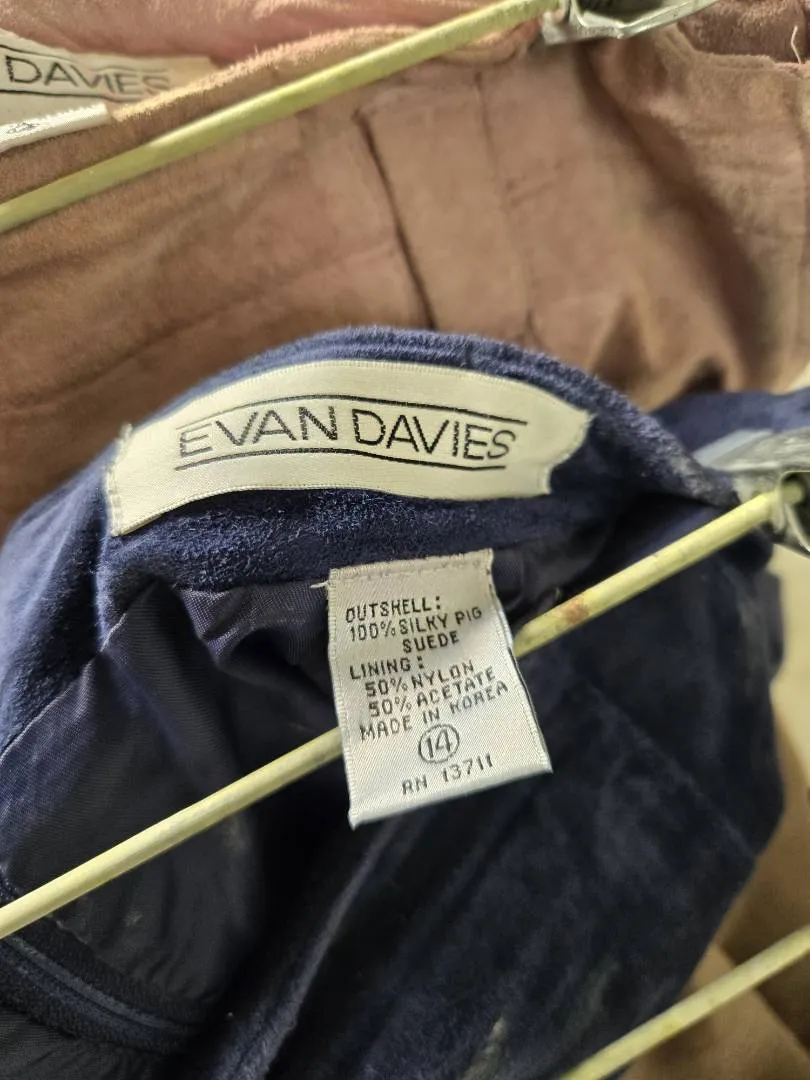 DAVIES
EVAN DAVIES
OUTSHELL:
100% SILKY PIG
SUEDE
LINING:
50% NYLON
50% ACETATE
MADE IN KOREA
14
RN 13711